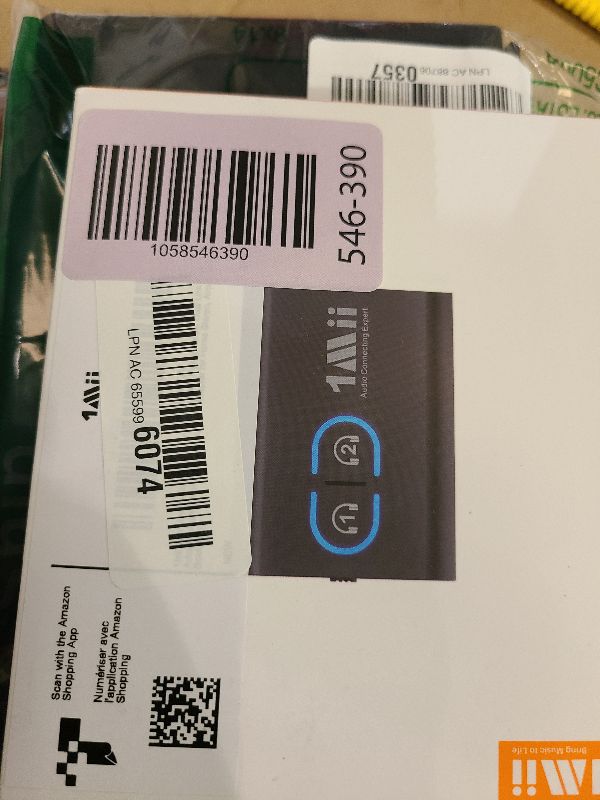 LPN AC 88706 0357
1058546390
546-390
LPN AC 65599 6074
1Mii
1Mii
Audio Connecting Expert
1
2
Scan with the Amazon
Shopping App
Numériser avec
l'application Amazon
Shopping
1Mii
Bring Music to Life